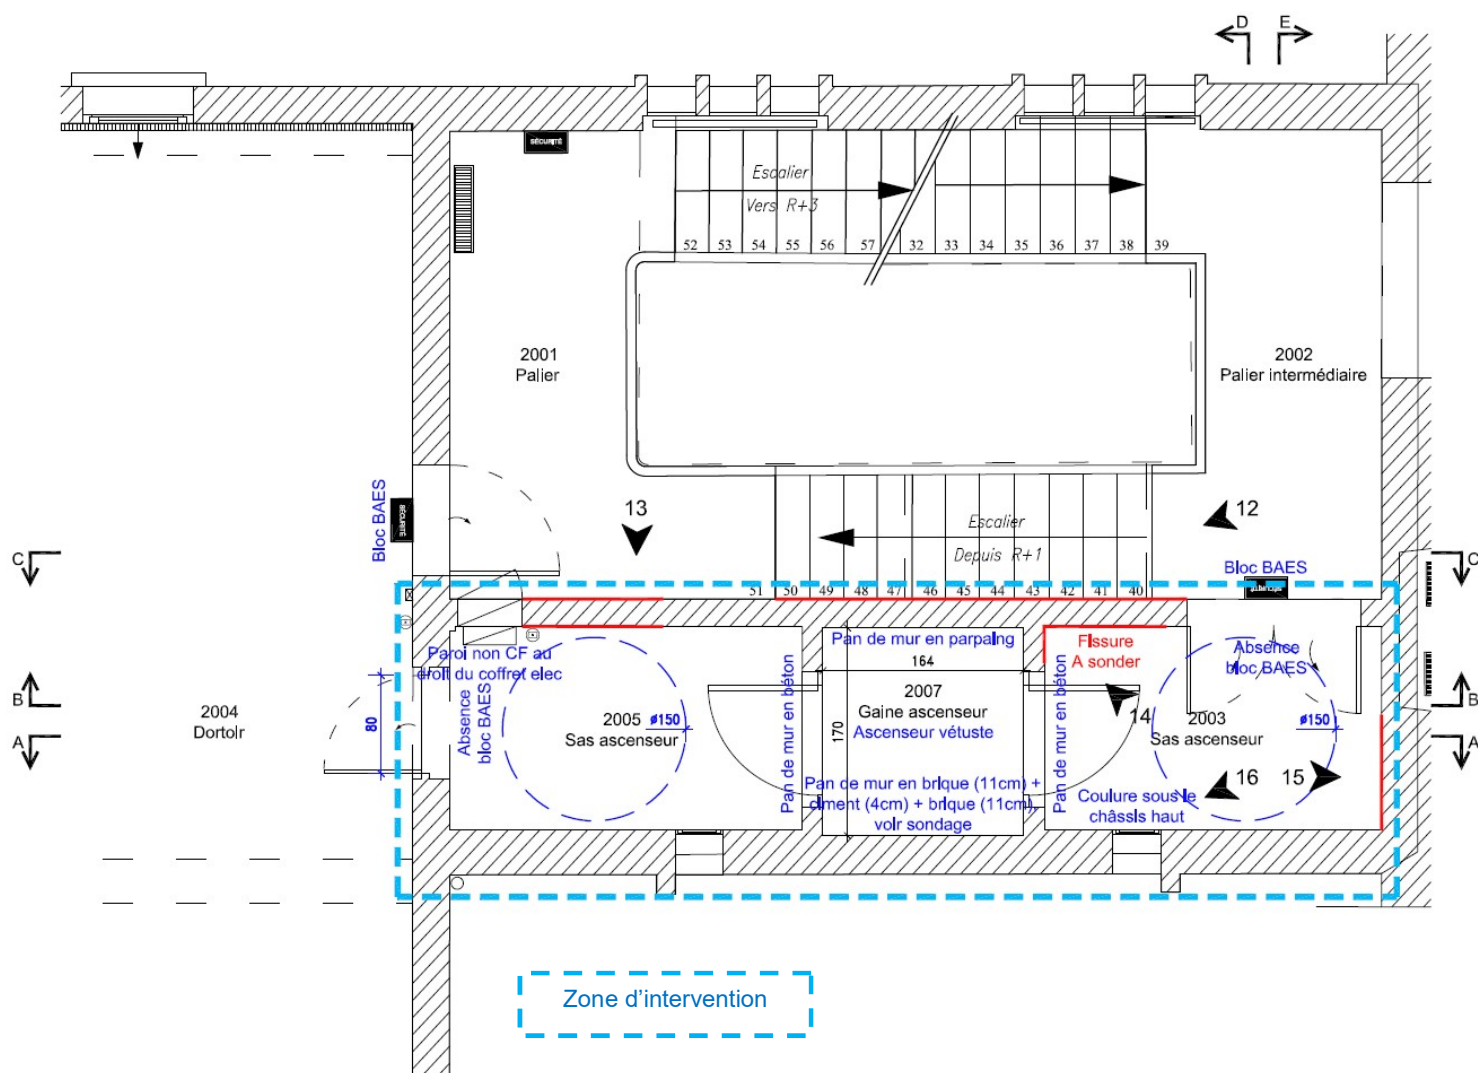 D E
SÉCURITÉ
Escalier
Vers R+3
52 53 54 55 56 57 32 33 34 35 36 37 38 39
2001
Palier
2002
Palier intermédiaire
Bloc BAES
SÉCURITÉ
13
12
Escalier
Depuis R+1
C
C
Bloc BAES
SÉCURITÉ
51 50 49 48 47 46 45 44 43 42 41 40
Paroi non CF au
droit du coffret elec
Pan de mur en parpaing
164
Fissure
A sonder
Absence
bloc BAES
B
B
2004
Dortoir
80
Absence
bloc BAES
2005
Sas ascenseur
ø150
Pan de mur en béton
170
2007
Gaine ascenseur
Ascenseur vétuste
Pan de mur en béton
14
2003
Sas ascenseur
ø150
A
A
Pan de mur en brique (11cm) +
ciment (4cm) + brique (11cm),
voir sondage
16
15
Coulure sous le
châssis haut
Zone d'intervention